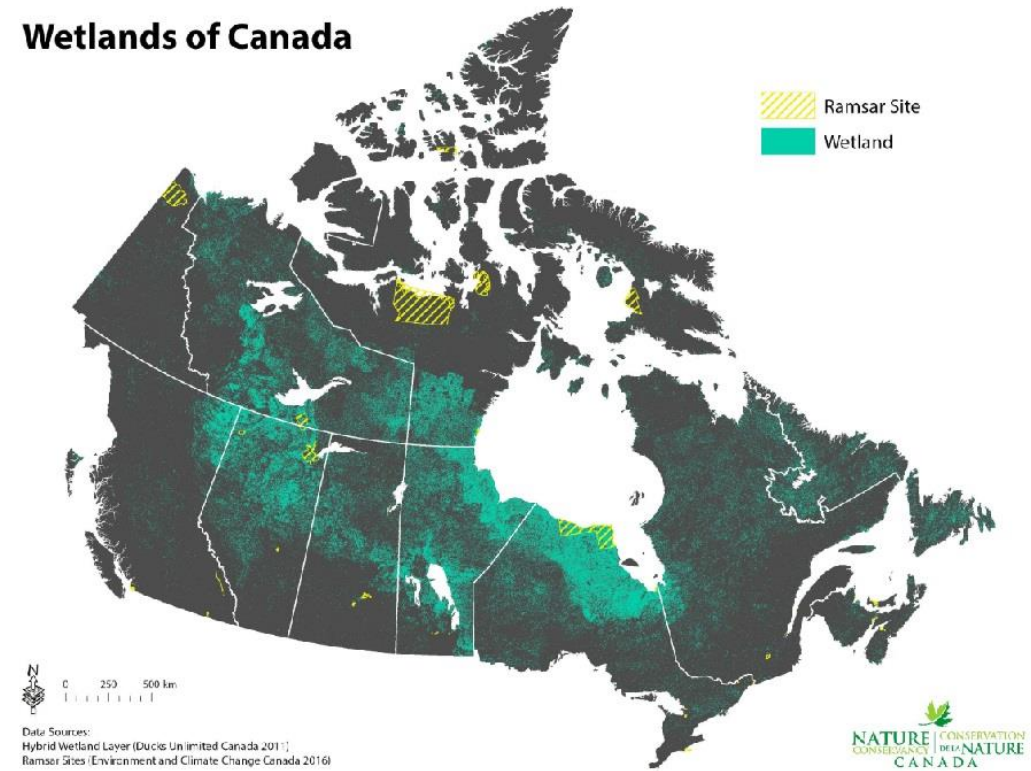 Wetlands of Canada
Ramsar Site
Wetland
N
0 250 500 km
Data Sources:
Hybrid Wetland Layer (Ducks Unlimited Canada 2011)
Ramsar Sites (Environment and Climate Change Canada 2016)
NATURE CONSERVATION
CONSERVANCY DE LA NATURE
CANADA